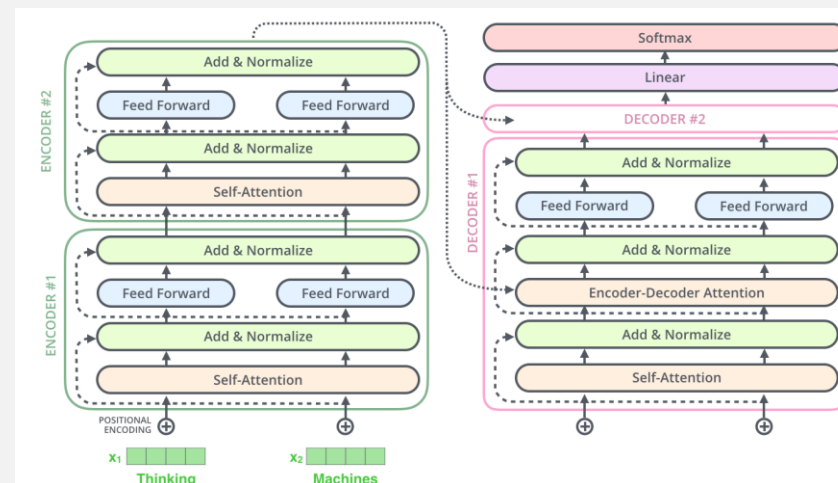 ENCODER #2
Add & Normalize
Feed Forward
Feed Forward
Add & Normalize
Self-Attention
ENCODER #1
Add & Normalize
Feed Forward
Feed Forward
Add & Normalize
Self-Attention
POSITIONAL
ENCODING
x₁
x₂
Thinking
Machines
Softmax
Linear
DECODER #2
DECODER #1
Add & Normalize
Feed Forward
Feed Forward
Add & Normalize
Encoder-Decoder Attention
Add & Normalize
Self-Attention